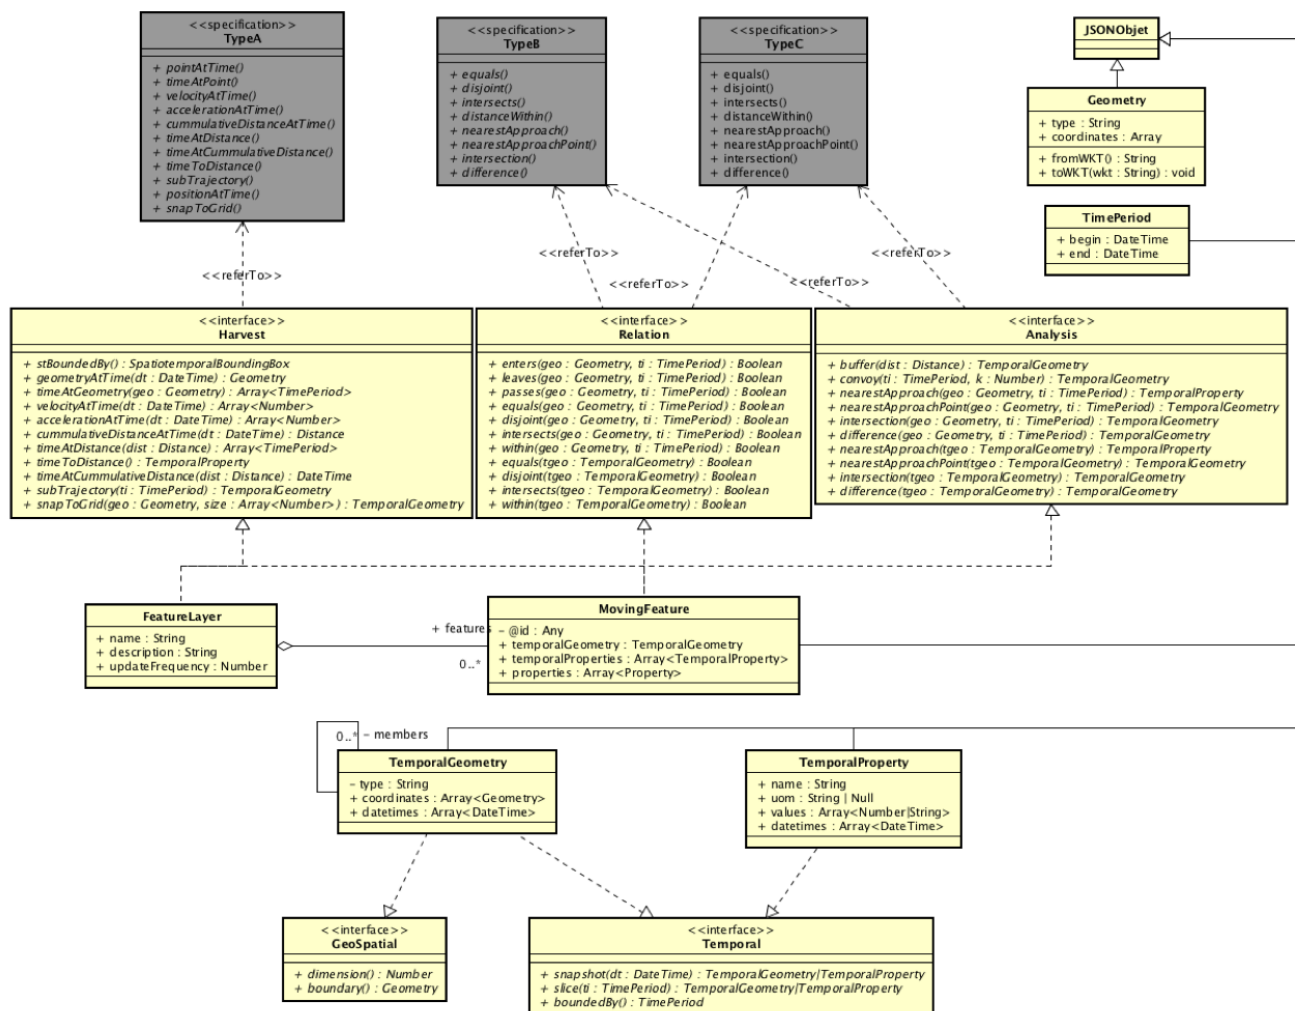 <<specification>>
TypeA
+ pointAtTime()
+ timeAtPoint()
+ velocityAtTime()
+ accelerationAtTime()
+ cummulativeDistanceAtTime()
+ timeAtDistance()
+ timeAtCummulativeDistance()
+ timeToDistance()
+ subTrajectory()
+ positionAtTime()
+ snapToGrid()
<<specification>>
TypeB
+ equals()
+ disjoint()
+ intersects()
+ distanceWithin()
+ nearestApproach()
+ nearestApproachPoint()
+ intersection()
+ difference()
<<specification>>
TypeC
+ equals()
+ disjoint()
+ intersects()
+ distanceWithin()
+ nearestApproach()
+ nearestApproachPoint()
+ intersection()
+ difference()
JSONObjet
Geometry
+ type : String
+ coordinates : Array
+ fromWKT() : String
+ toWKT(wkt : String) : void
TimePeriod
+ begin : DateTime
+ end : DateTime
<<referTo>>
<<referTo>>
<<referTo>>
<<referTo>>
<<interface>>
Harvest
+ stBoundedBy() : SpatiotemporalBoundingBox
+ geometryAtTime(dt : DateTime) : Geometry
+ timeAtGeometry(geo : Geometry) : Array<TimePeriod>
+ velocityAtTime(dt : DateTime) : Array<Number>
+ accelerationAtTime(dt : DateTime) : Array<Number>
+ cummulativeDistanceAtTime(dt : DateTime) : Distance
+ timeAtDistance(dist : Distance) : Array<TimePeriod>
+ timeToDistance() : TemporalProperty
+ timeAtCummulativeDistance(dist : Distance) : DateTime
+ subTrajectory(ti : TimePeriod) : TemporalGeometry
+ snapToGrid(geo : Geometry, size : Array<Number>) : TemporalGeometry
<<interface>>
Relation
+ enters(geo : Geometry, ti : TimePeriod) : Boolean
+ leaves(geo : Geometry, ti : TimePeriod) : Boolean
+ passes(geo : Geometry, ti : TimePeriod) : Boolean
+ equals(geo : Geometry, ti : TimePeriod) : Boolean
+ disjoint(geo : Geometry, ti : TimePeriod) : Boolean
+ intersects(geo : Geometry, ti : TimePeriod) : Boolean
+ within(geo : Geometry, ti : TimePeriod) : Boolean
+ equals(tgeo : TemporalGeometry) : Boolean
+ disjoint(tgeo : TemporalGeometry) : Boolean
+ intersects(tgeo : TemporalGeometry) : Boolean
+ within(tgeo : TemporalGeometry) : Boolean
<<interface>>
Analysis
+ buffer(dist : Distance) : TemporalGeometry
+ convoy(ti : TimePeriod, k : Number) : TemporalGeometry
+ nearestApproach(geo : Geometry, ti : TimePeriod) : TemporalProperty
+ nearestApproachPoint(geo : Geometry, ti : TimePeriod) : TemporalGeometry
+ intersection(geo : Geometry, ti : TimePeriod) : TemporalGeometry
+ difference(geo : Geometry, ti : TimePeriod) : TemporalGeometry
+ nearestApproach(tgeo : TemporalGeometry) : TemporalProperty
+ nearestApproachPoint(tgeo : TemporalGeometry) : TemporalGeometry
+ intersection(tgeo : TemporalGeometry) : TemporalGeometry
+ difference(tgeo : TemporalGeometry) : TemporalGeometry
FeatureLayer
+ name : String
+ description : String
+ updateFrequency : Number
+ features
0..*
MovingFeature
- @id : Any
+ temporalGeometry : TemporalGeometry
+ temporalProperties : Array<TemporalProperty>
+ properties : Array<Property>
0..* - members
TemporalGeometry
- type : String
+ coordinates : Array<Geometry>
+ datetimes : Array<DateTime>
TemporalProperty
+ name : String
+ uom : String | Null
+ values : Array<Number|String>
+ datetimes : Array<DateTime>
<<interface>>
GeoSpatial
+ dimension() : Number
+ boundary() : Geometry
<<interface>>
Temporal
+ snapshot(dt : DateTime) : TemporalGeometry|TemporalProperty
+ slice(ti : TimePeriod) : TemporalGeometry|TemporalProperty
+ boundedBy() : TimePeriod